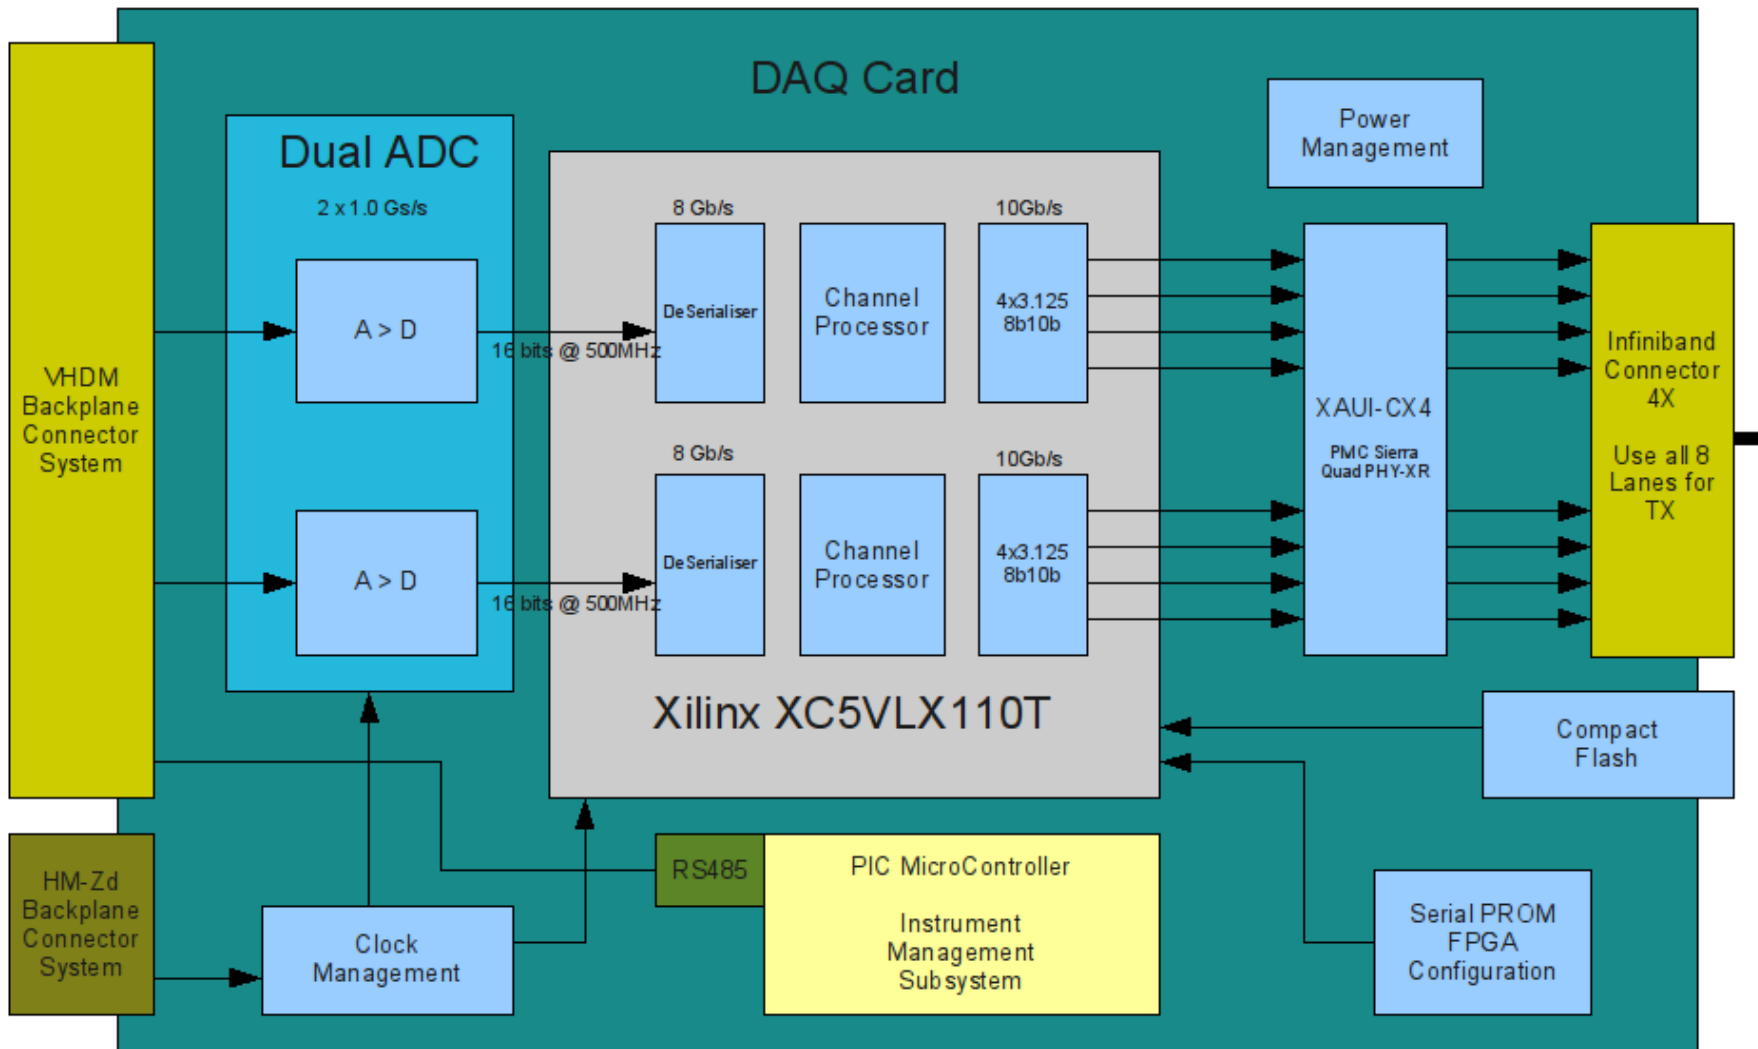 DAQ Card
Power
Management
Dual ADC
2 x 1.0 Gs/s
8 Gb/s
10Gb/s
A > D
16 bits @ 500MHz
DeSerialiser
Channel
Processor
4x3.125
8b10b
VHDM
Backplane
Connector
System
XAUI-CX4
PMC Sierra
Quad PHY-XR
Infiniband
Connector
4X
Use all 8
Lanes for
TX
8 Gb/s
10Gb/s
A > D
16 bits @ 500MHz
DeSerialiser
Channel
Processor
4x3.125
8b10b
Xilinx XC5VLX110T
Compact
Flash
HM-Zd
Backplane
Connector
System
Clock
Management
RS485
PIC MicroController
Instrument
Management
Subsystem
Serial PROM
FPGA
Configuration